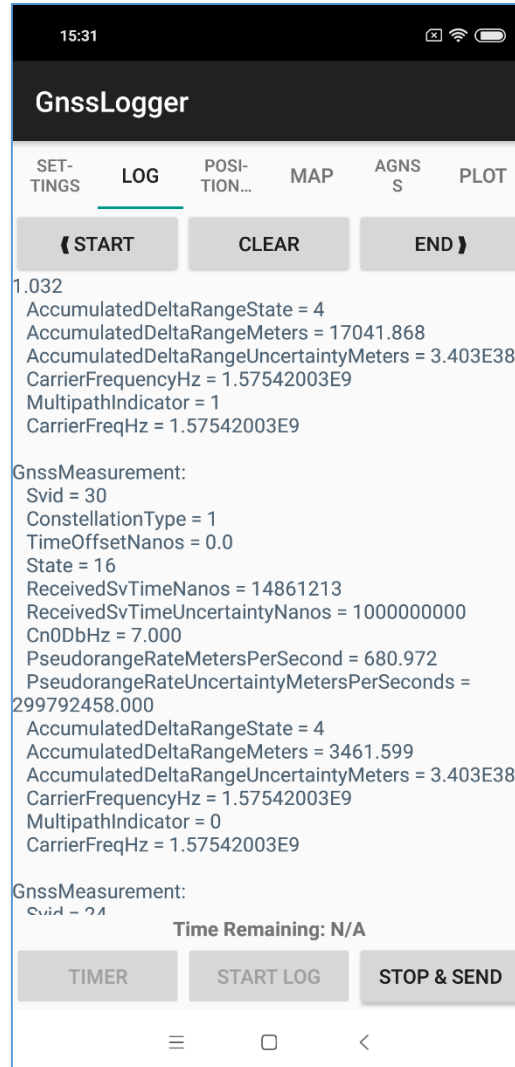 15:31
GnssLogger
SET-
TINGS
LOG
POSI-
TION...
MAP
AGNS
S
PLOT
❰ START
CLEAR
END ❱
1.032
AccumulatedDeltaRangeState = 4
AccumulatedDeltaRangeMeters = 17041.868
AccumulatedDeltaRangeUncertaintyMeters = 3.403E38
CarrierFrequencyHz = 1.57542003E9
MultipathIndicator = 1
CarrierFreqHz = 1.57542003E9
GnssMeasurement:
Svid = 30
ConstellationType = 1
TimeOffsetNanos = 0.0
State = 16
ReceivedSvTimeNanos = 14861213
ReceivedSvTimeUncertaintyNanos = 1000000000
Cn0DbHz = 7.000
PseudorangeRateMetersPerSecond = 680.972
PseudorangeRateUncertaintyMetersPerSeconds =
299792458.000
AccumulatedDeltaRangeState = 4
AccumulatedDeltaRangeMeters = 3461.599
AccumulatedDeltaRangeUncertaintyMeters = 3.403E38
CarrierFrequencyHz = 1.57542003E9
MultipathIndicator = 0
CarrierFreqHz = 1.57542003E9
GnssMeasurement:
Svid = 24
Time Remaining: N/A
TIMER
START LOG
STOP & SEND